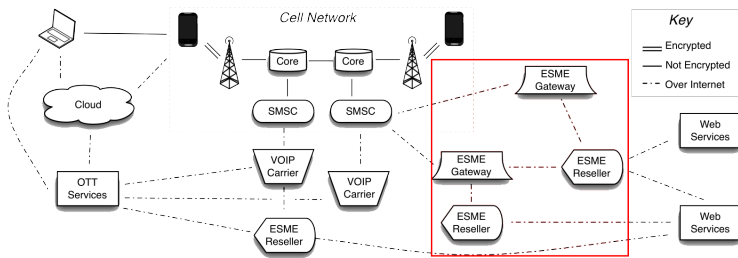 Cell Network
Key
Encrypted
Not Encrypted
Over Internet
Core
Core
ESME
Gateway
Cloud
SMSC
SMSC
Web
Services
VOIP
Carrier
ESME
Gateway
ESME
Reseller
OTT
Services
VOIP
Carrier
ESME
Reseller
ESME
Reseller
Web
Services